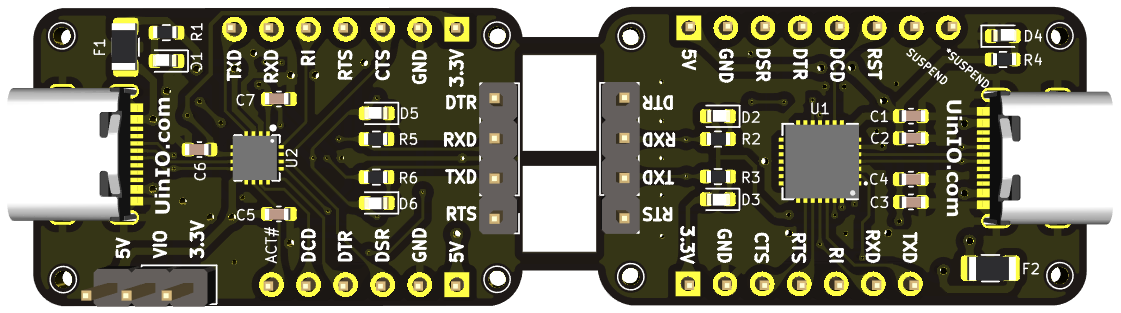 F1
R1
D1
TXD
RXD
RI
RTS
CTS
GND
3.3V
C7
D5
R5
R6
D6
C6
U2
C5
UinIO.com
DTR
RXD
TXD
RTS
5V
VIO
3.3V
ACT#
DCD
DTR
DSR
GND
5V
5V
GND
DSR
DTR
DCD
RST
SUSPEND
*SUSPEND
D4
R4
DTR
RXD
TXD
RTS
D2
R2
R3
D3
U1
C1
C2
C4
C3
UinIO.com
3.3V
GND
CTS
RTS
RI
RXD
TXD
F2